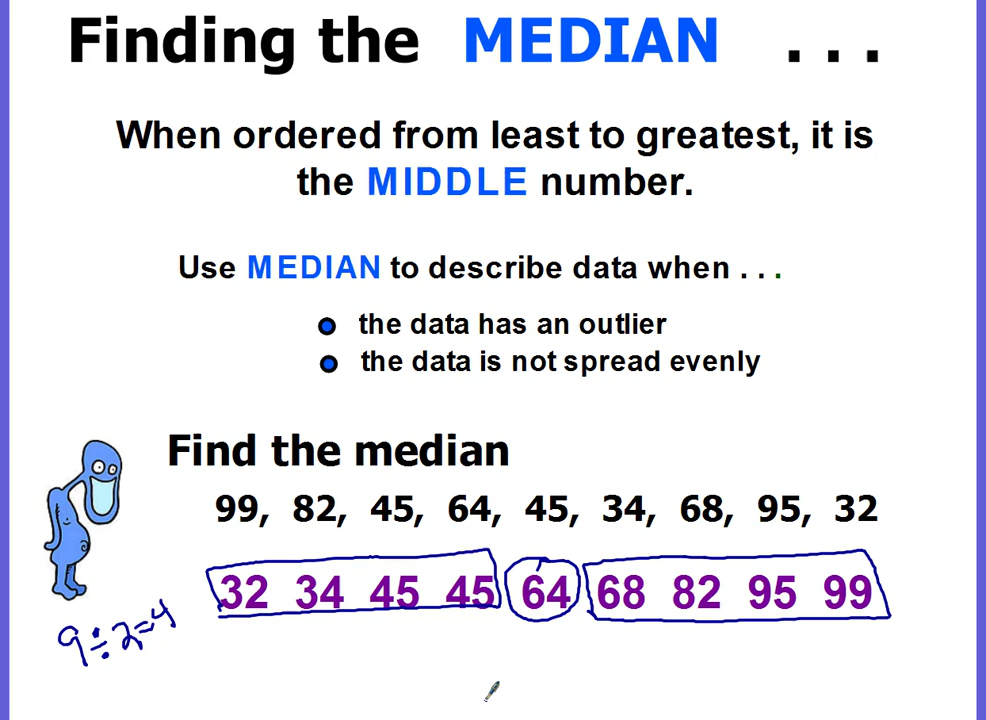 Finding the MEDIAN . . .
When ordered from least to greatest, it is
the MIDDLE number.
Use MEDIAN to describe data when . . .
the data has an outlier
the data is not spread evenly
Find the median
99, 82, 45, 64, 45, 34, 68, 95, 32
32 34 45 45 64 68 82 95 99
9÷2=4